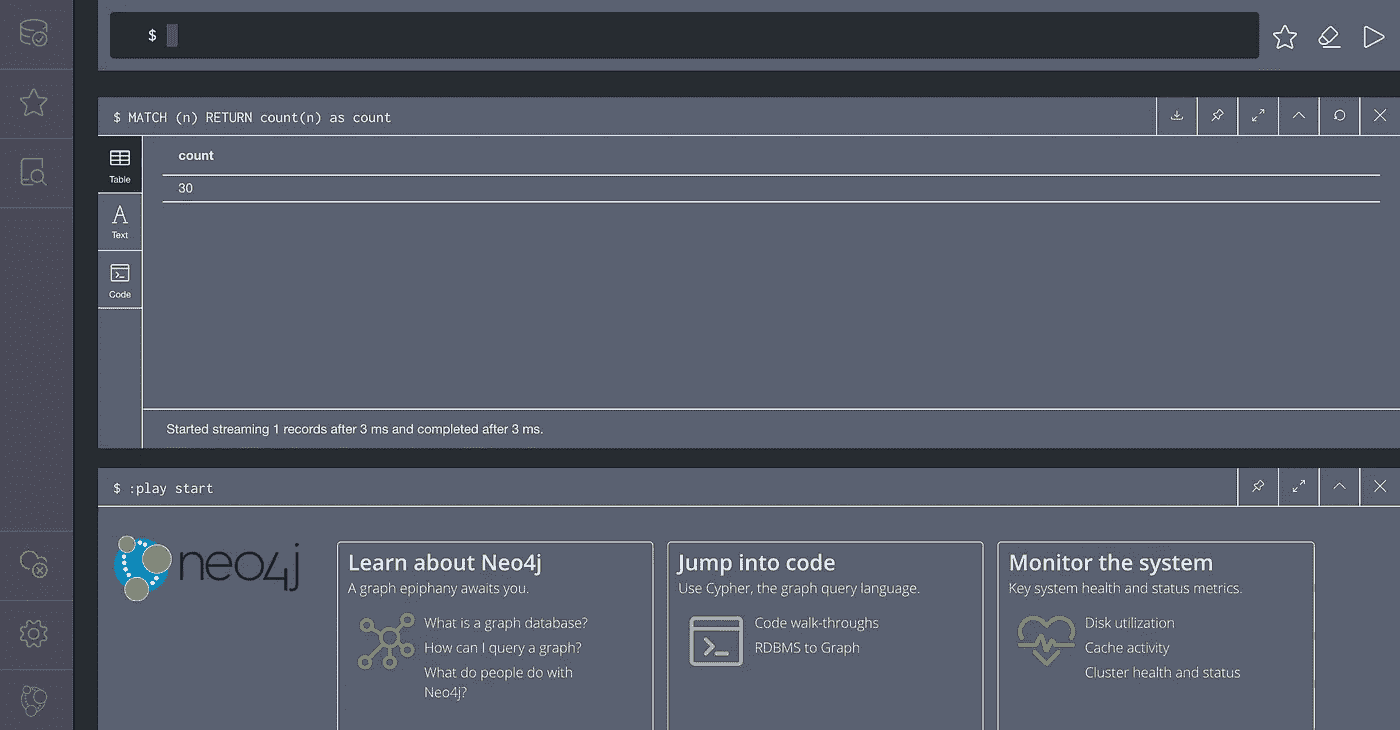 $
$ MATCH (n) RETURN count(n) as count
Table
Text
Code
count
30
Started streaming 1 records after 3 ms and completed after 3 ms.
$ :play start
neo4j
Learn about Neo4j
A graph epiphany awaits you.
What is a graph database?
How can I query a graph?
What do people do with
Neo4j?
Jump into code
Use Cypher, the graph query language.
Code walk-throughs
RDBMS to Graph
Monitor the system
Key system health and status metrics.
Disk utilization
Cache activity
Cluster health and status